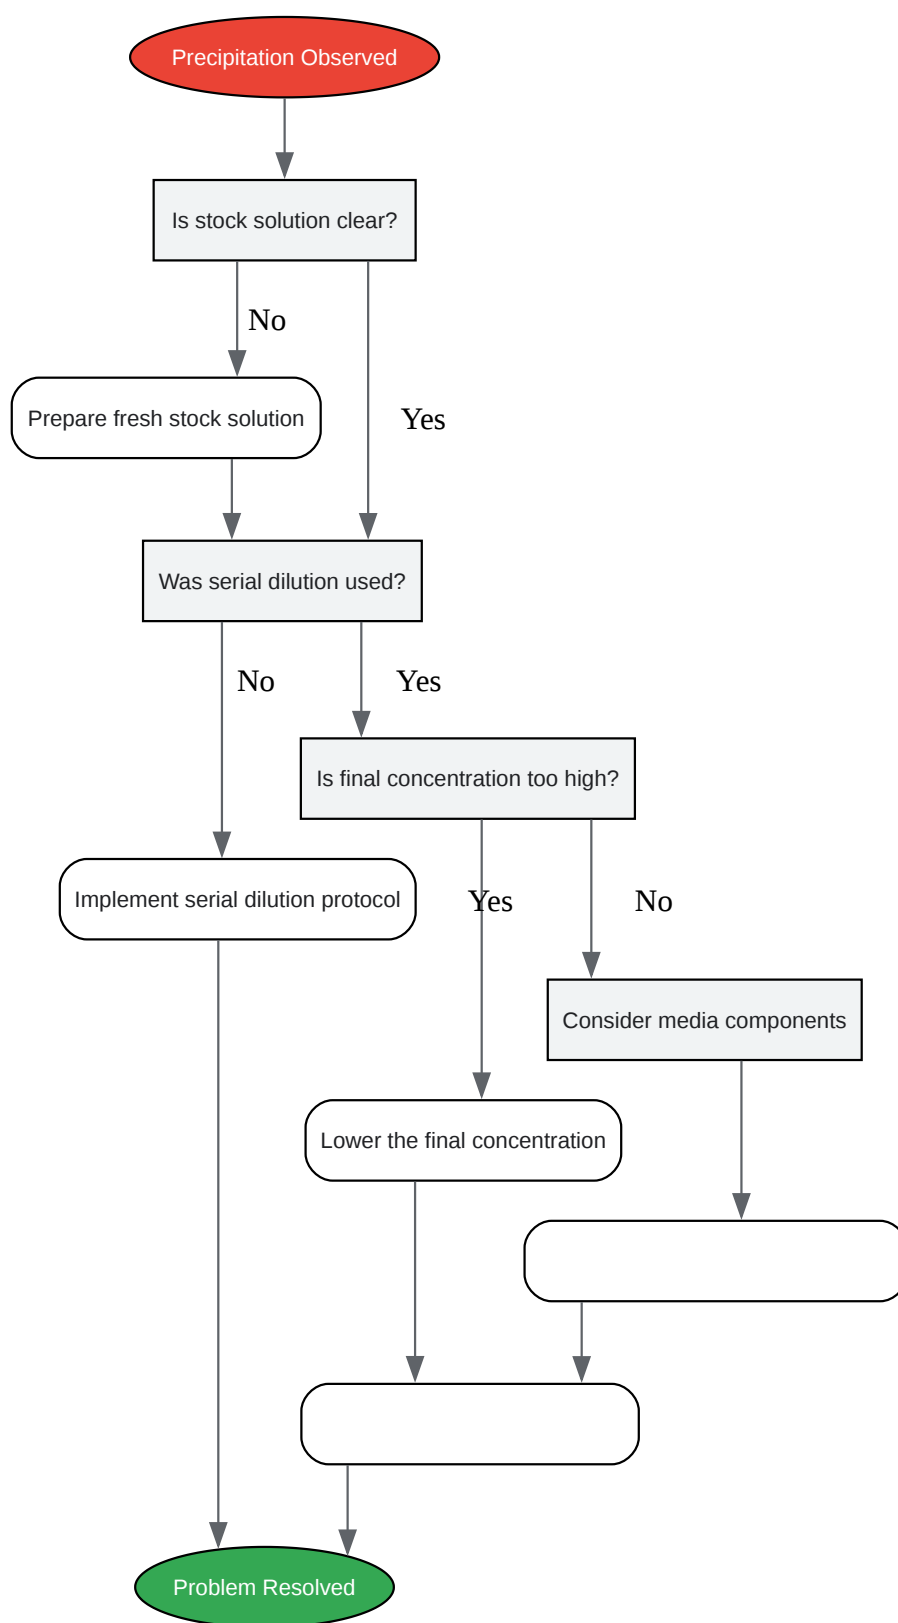 Precipitation Observed
Is stock solution clear?
No
Prepare fresh stock solution
Yes
Was serial dilution used?
No
Yes
Is final concentration too high?
Implement serial dilution protocol
Yes
No
Consider media components
Lower the final concentration
Problem Resolved